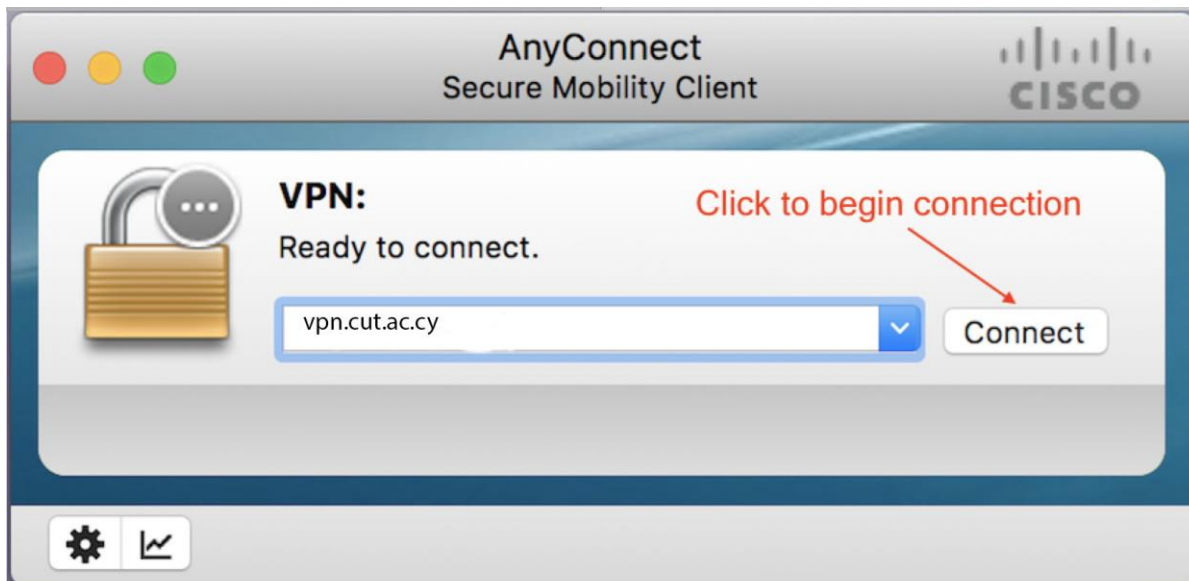 AnyConnect
Secure Mobility Client
CISCO
VPN:
Click to begin connection
Ready to connect.
vpn.cut.ac.cy
Connect